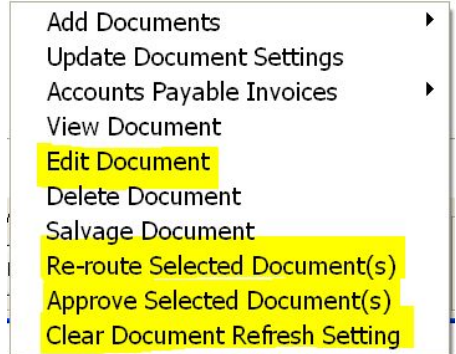 Add Documents
Update Document Settings
Accounts Payable Invoices
View Document
Edit Document
Delete Document
Salvage Document
Re-route Selected Document(s)
Approve Selected Document(s)
Clear Document Refresh Setting